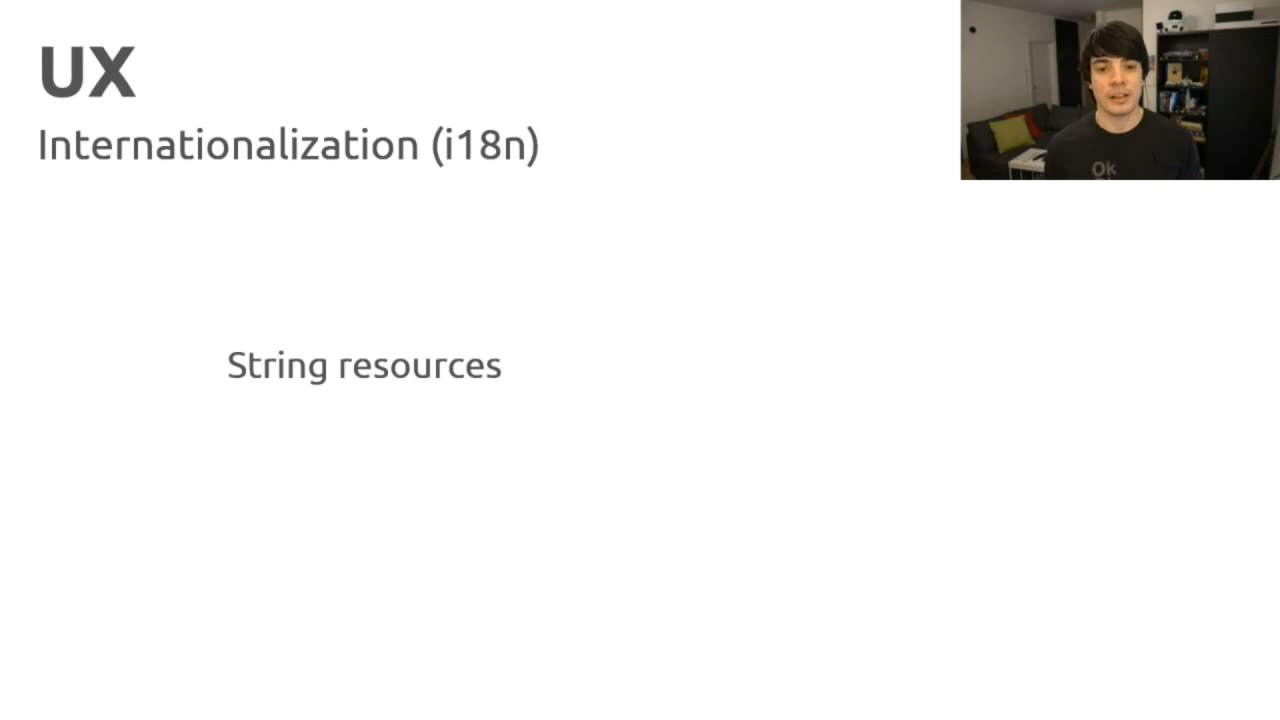 UX
Internationalization (i18n)
Ok
String resources